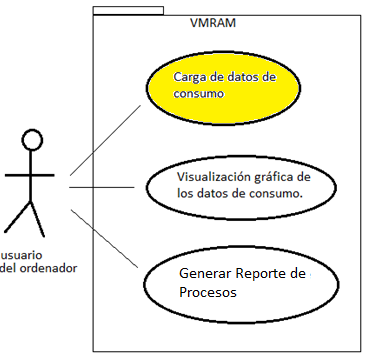 VMRAM
Carga de datos de
consumo
Visualización gráfica de
los datos de consumo.
Generar Reporte de
Procesos
usuario
del ordenador